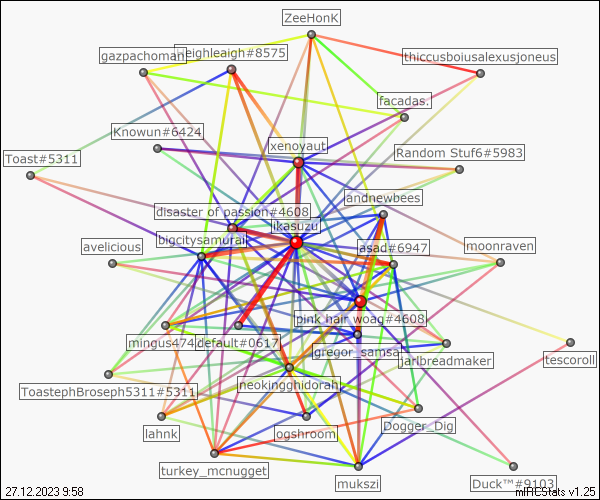 ZeeHonK
heighleigh#8575
gazpachoman
thiccusboiusalexusjoneus
facadas.
Knowun#6424
xenoyaut
Random Stuf6#5983
Toast#5311
andnewbees
disaster of passion#4608
ikasuzu
bigcitysamurai
asad#6947
avelicious
moonraven
pink hair woag#4608
mingus474
default#0617
gregor_samsa
jarlbreadmaker
tescoroll
neokingghidorah
ToastephBroseph5311#5311
lahnk
ogshroom
Dogger_Dig
turkey_mcnugget
mukszi
Duck™#9103
27.12.2023 9:58
mIRCStats v1.25